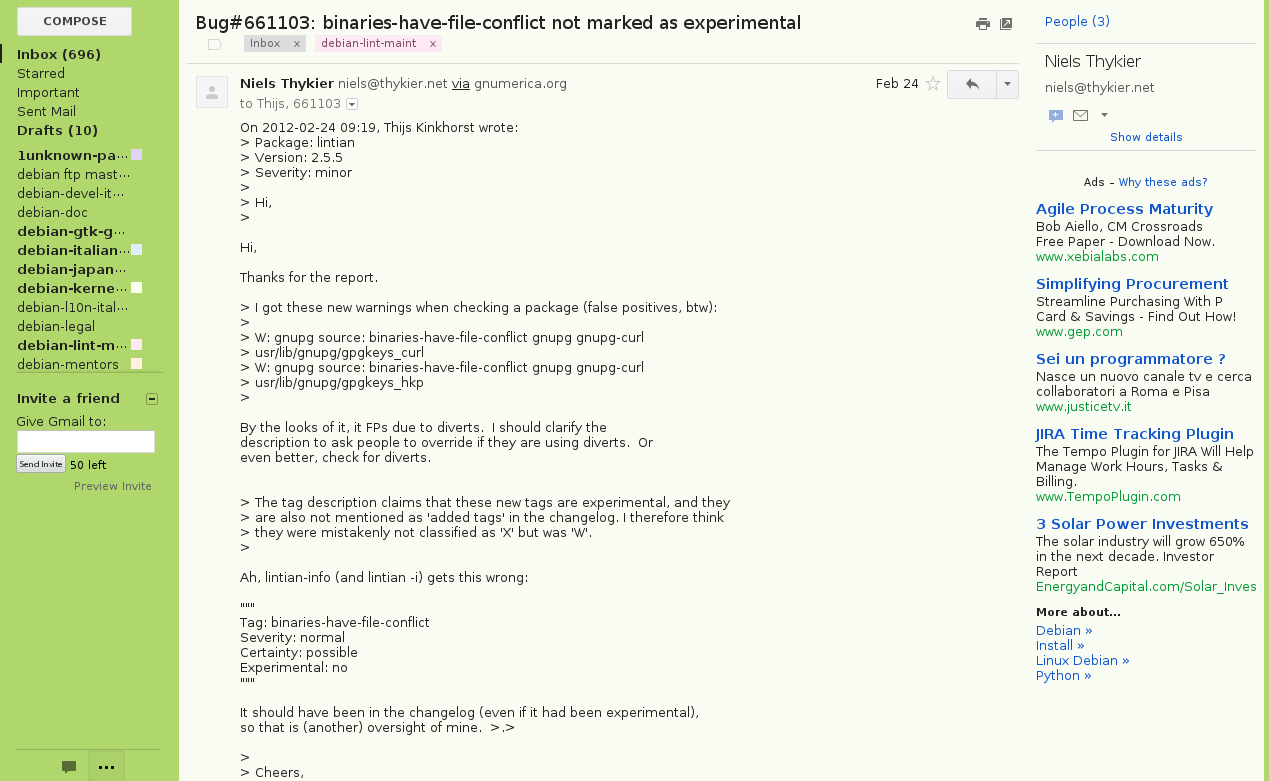 COMPOSE
Inbox (696)
Starred
Important
Sent Mail
Drafts (10)
1unknown-pa...
debian ftp mast...
debian-devel-it...
debian-doc
debian-gtk-g...
debian-italian...
debian-japan...
debian-kerne...
debian-l10n-ital...
debian-legal
debian-lint-m...
debian-mentors
Invite a friend
Give Gmail to:
Send Invite 50 left
Preview Invite
Bug#661103: binaries-have-file-conflict not marked as experimental
Inbox x debian-lint-maint x
Niels Thykier niels@thykier.net via gnumerica.org Feb 24
to Thijs, 661103
On 2012-02-24 09:19, Thijs Kinkhorst wrote:
> Package: lintian
> Version: 2.5.5
> Severity: minor
>
> Hi,
>
Hi,
Thanks for the report.
> I got these new warnings when checking a package (false positives, btw):
>
> W: gnupg source: binaries-have-file-conflict gnupg gnupg-curl
> usr/lib/gnupg/gpgkeys_curl
> W: gnupg source: binaries-have-file-conflict gnupg gnupg-curl
> usr/lib/gnupg/gpgkeys_hkp
>
By the looks of it, it FPs due to diverts.  I should clarify the
description to ask people to override if they are using diverts.  Or
even better, check for diverts.
> The tag description claims that these new tags are experimental, and they
> are also not mentioned as 'added tags' in the changelog. I therefore think
> they were mistakenly not classified as 'X' but was 'W'.
>
Ah, lintian-info (and lintian -i) gets this wrong:
"""
Tag: binaries-have-file-conflict
Severity: normal
Certainty: possible
Experimental: no
"""
It should have been in the changelog (even if it had been experimental),
so that is (another) oversight of mine.  >.>
>
> Cheers,
People (3)
Niels Thykier
niels@thykier.net
Show details
Ads – Why these ads?
Agile Process Maturity
Bob Aiello, CM Crossroads
Free Paper - Download Now.
www.xebialabs.com
Simplifying Procurement
Streamline Purchasing With P
Card & Savings - Find Out How!
www.gep.com
Sei un programmatore ?
Nasce un nuovo canale tv e cerca
collaboratori a Roma e Pisa
www.justicetv.it
JIRA Time Tracking Plugin
The Tempo Plugin for JIRA Will Help
Manage Work Hours, Tasks &
Billing.
www.TempoPlugin.com
3 Solar Power Investments
The solar industry will grow 650%
in the next decade. Investor
Report
EnergyandCapital.com/Solar_Inves
More about...
Debian »
Install »
Linux Debian »
Python »